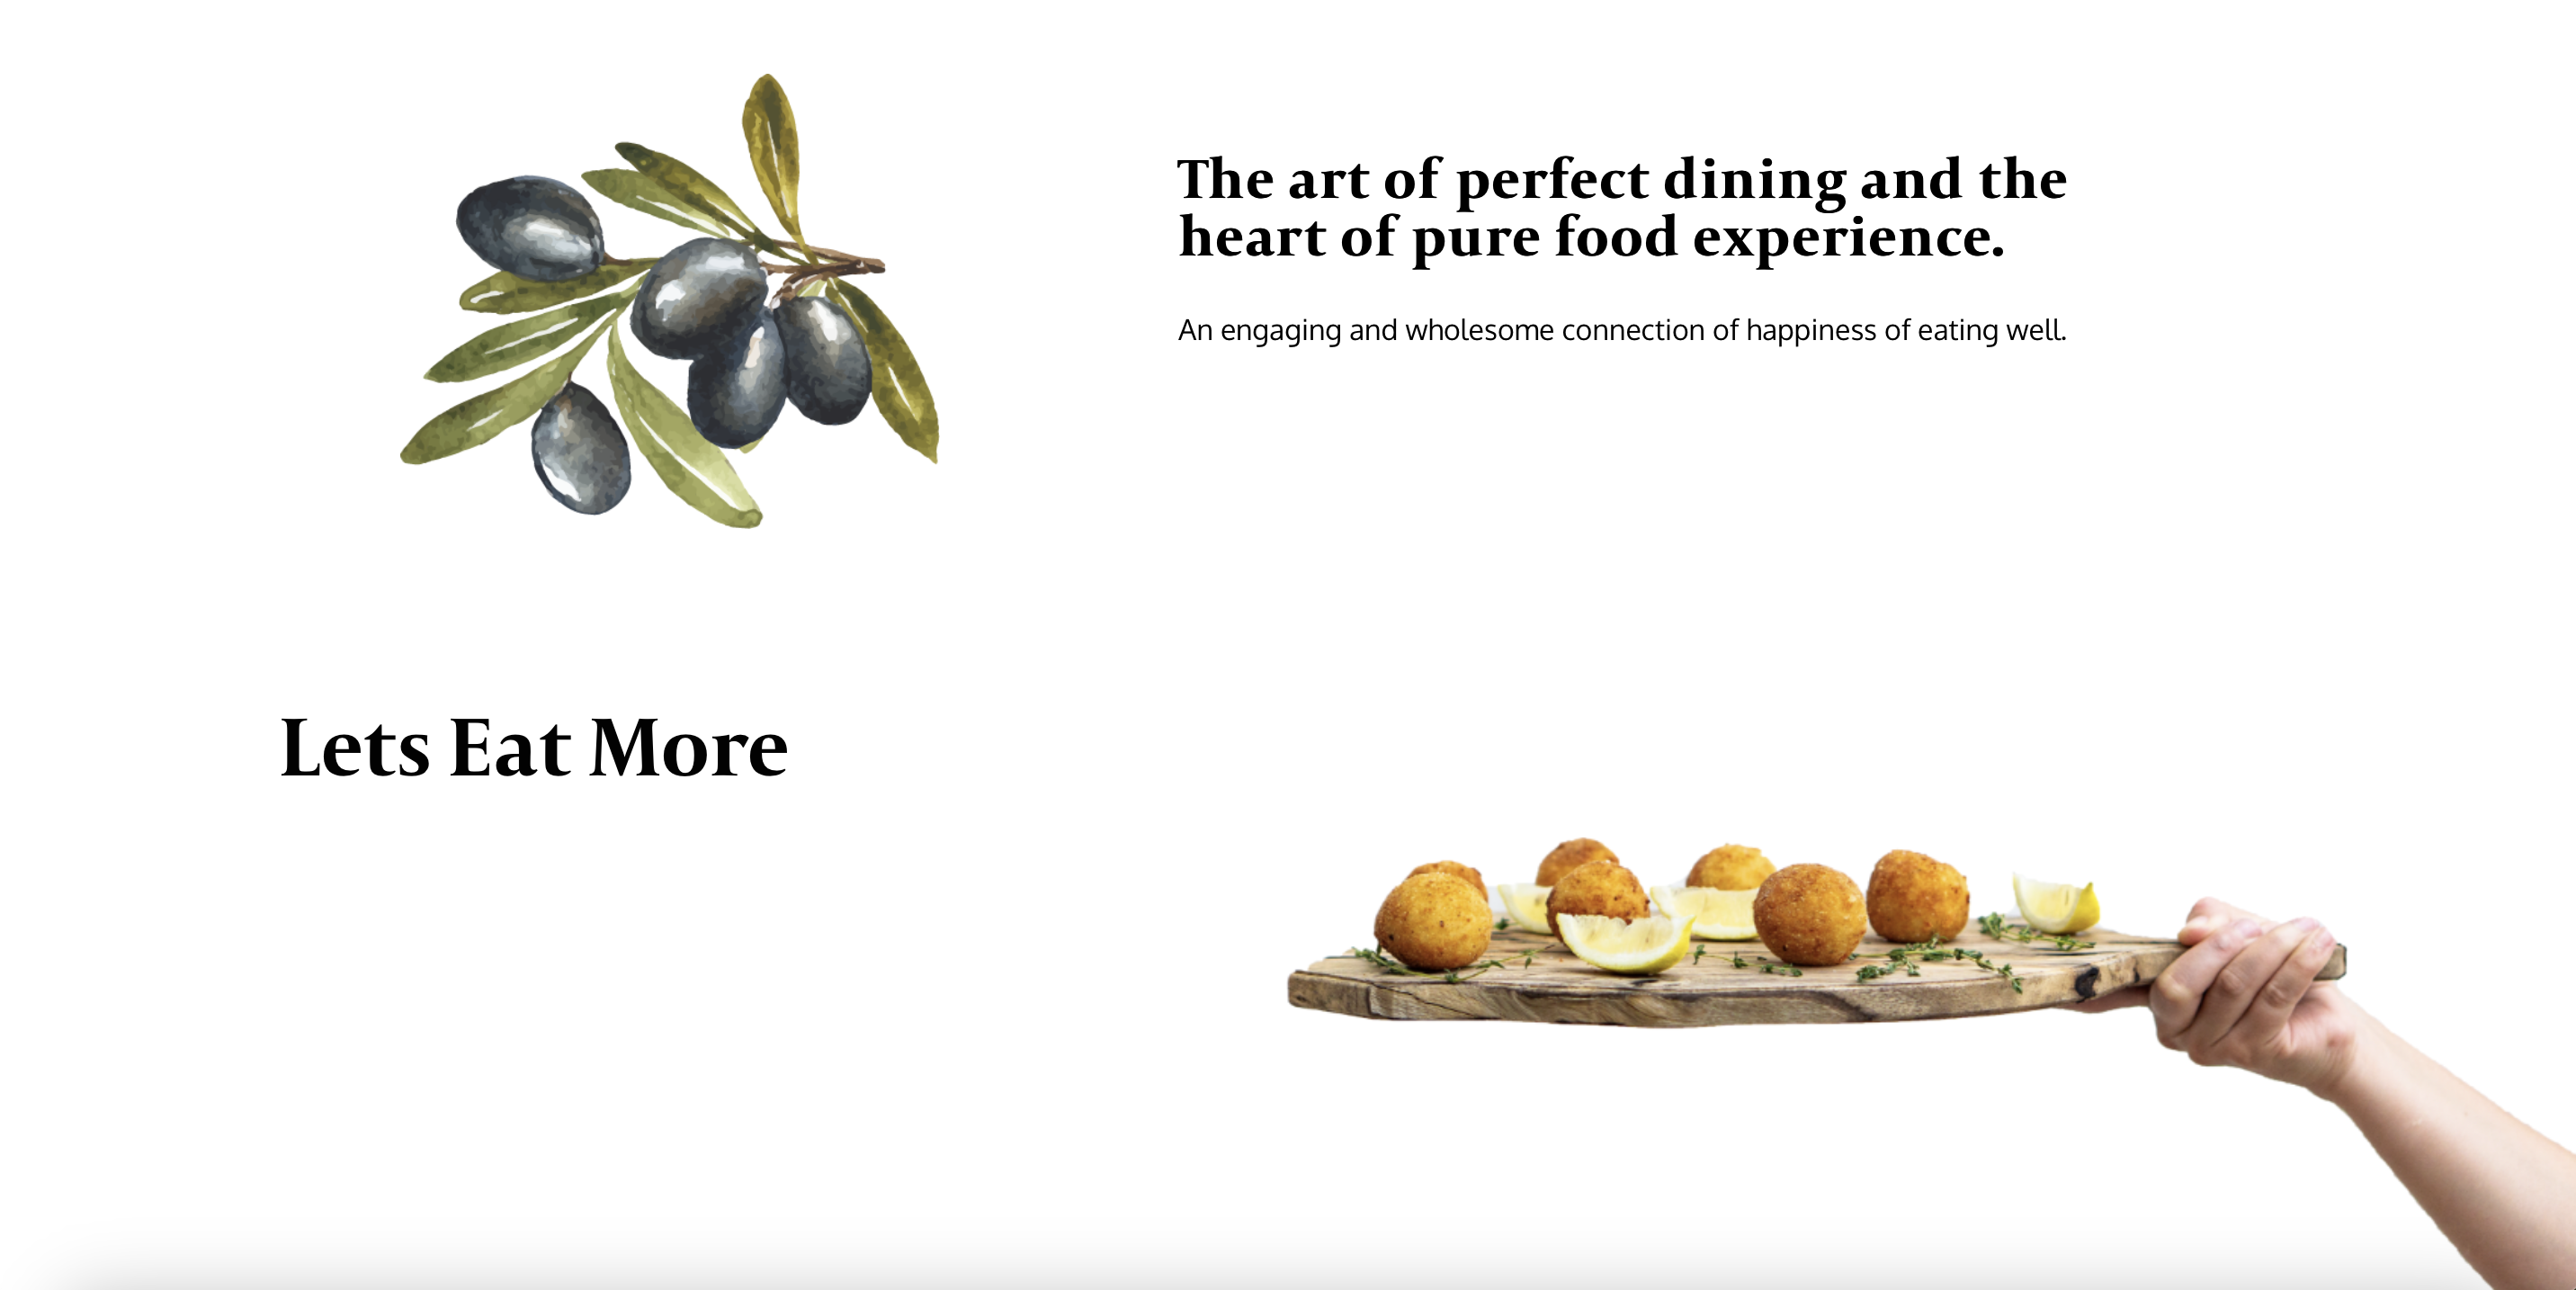 The art of perfect dining and the
heart of pure food experience.
An engaging and wholesome connection of happiness of eating well.
Lets Eat More